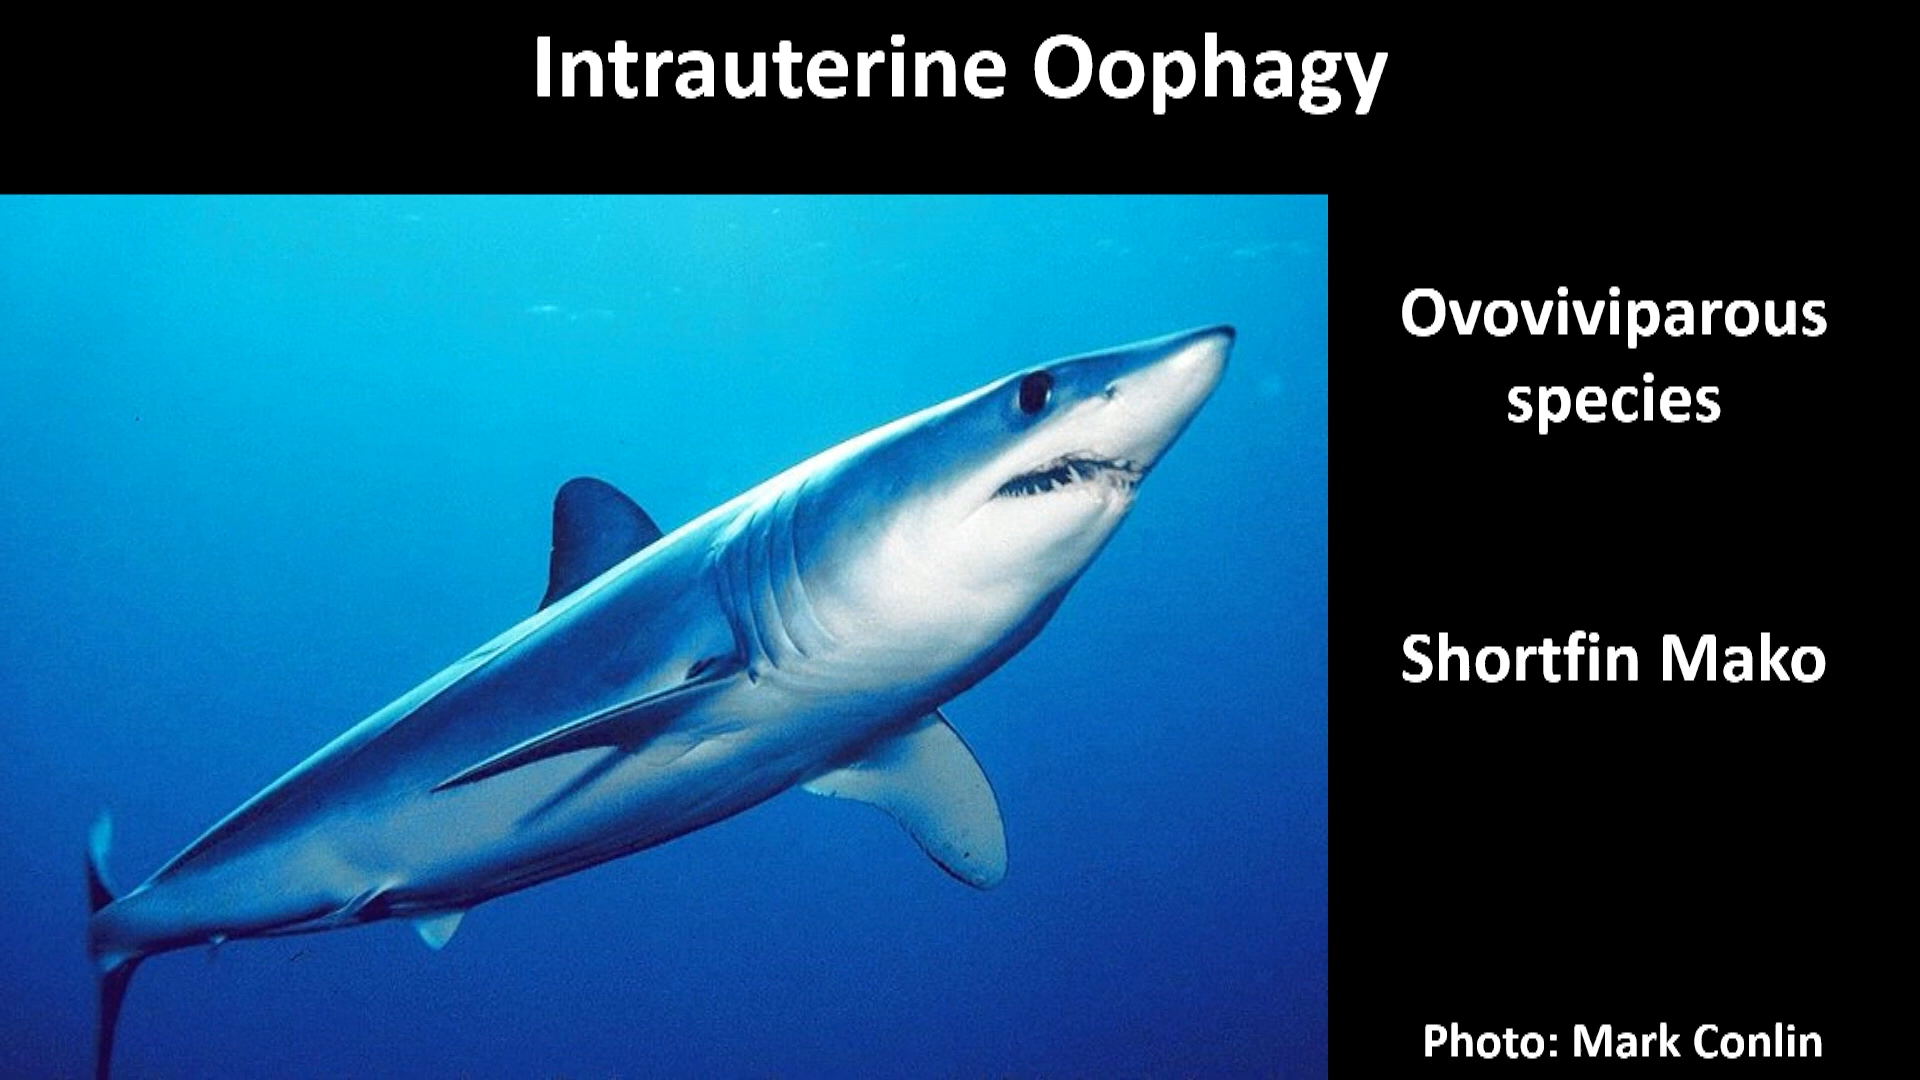 Intrauterine Oophagy
Ovoviviparous
species
Shortfin Mako
Photo: Mark Conlin